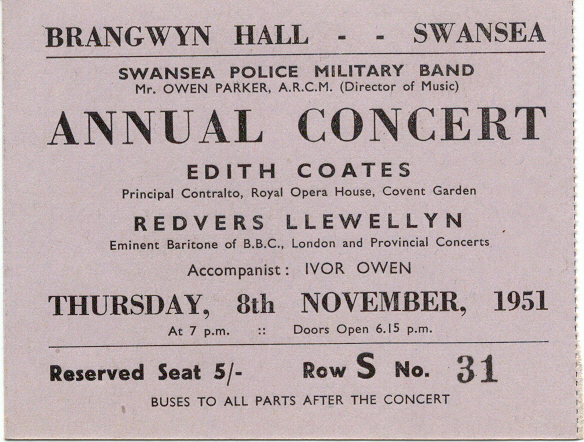 BRANGWYN HALL - - SWANSEA
SWANSEA POLICE MILITARY BAND
Mr. OWEN PARKER, A.R.C.M. (Director of Music)
ANNUAL CONCERT
EDITH COATES
Principal Contralto, Royal Opera House, Covent Garden
REDVERS LLEWELLYN
Eminent Baritone of B.B.C., London and Provincial Concerts
Accompanist: IVOR OWEN
THURSDAY, 8th NOVEMBER, 1951
At 7 p.m. :: Doors Open 6.15 p.m.
Reserved Seat 5/- Row S No. 31
BUSES TO ALL PARTS AFTER THE CONCERT